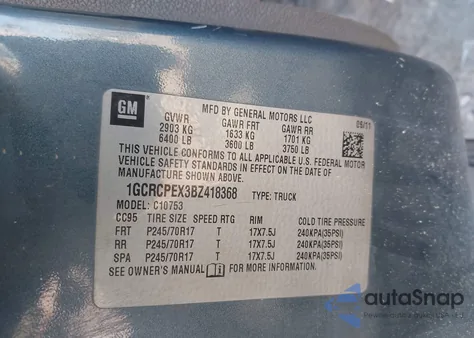 GM
MFD BY GENERAL MOTORS LLC
05/11
GVWR GAWR FRT GAWR RR
2903 KG 1633 KG 1701 KG
6400 LB 3600 LB 3750 LB
THIS VEHICLE CONFORMS TO ALL APPLICABLE U.S. FEDERAL MOTOR
VEHICLE SAFETY STANDARDS IN EFFECT ON THE DATE OF
MANUFACTURE SHOWN ABOVE.
1GCRCPEX3BZ418368 TYPE: TRUCK
MODEL: C10753
CC95 TIRE SIZE SPEED RTG RIM COLD TIRE PRESSURE
FRT P245/70R17 T 17X7.5J 240KPA(35PSI)
RR P245/70R17 T 17X7.5J 240KPA(35PSI)
SPA P245/70R17 T 17X7.5J 240KPA(35PSI)
SEE OWNER'S MANUAL FOR MORE INFORMATION.
autoSnap